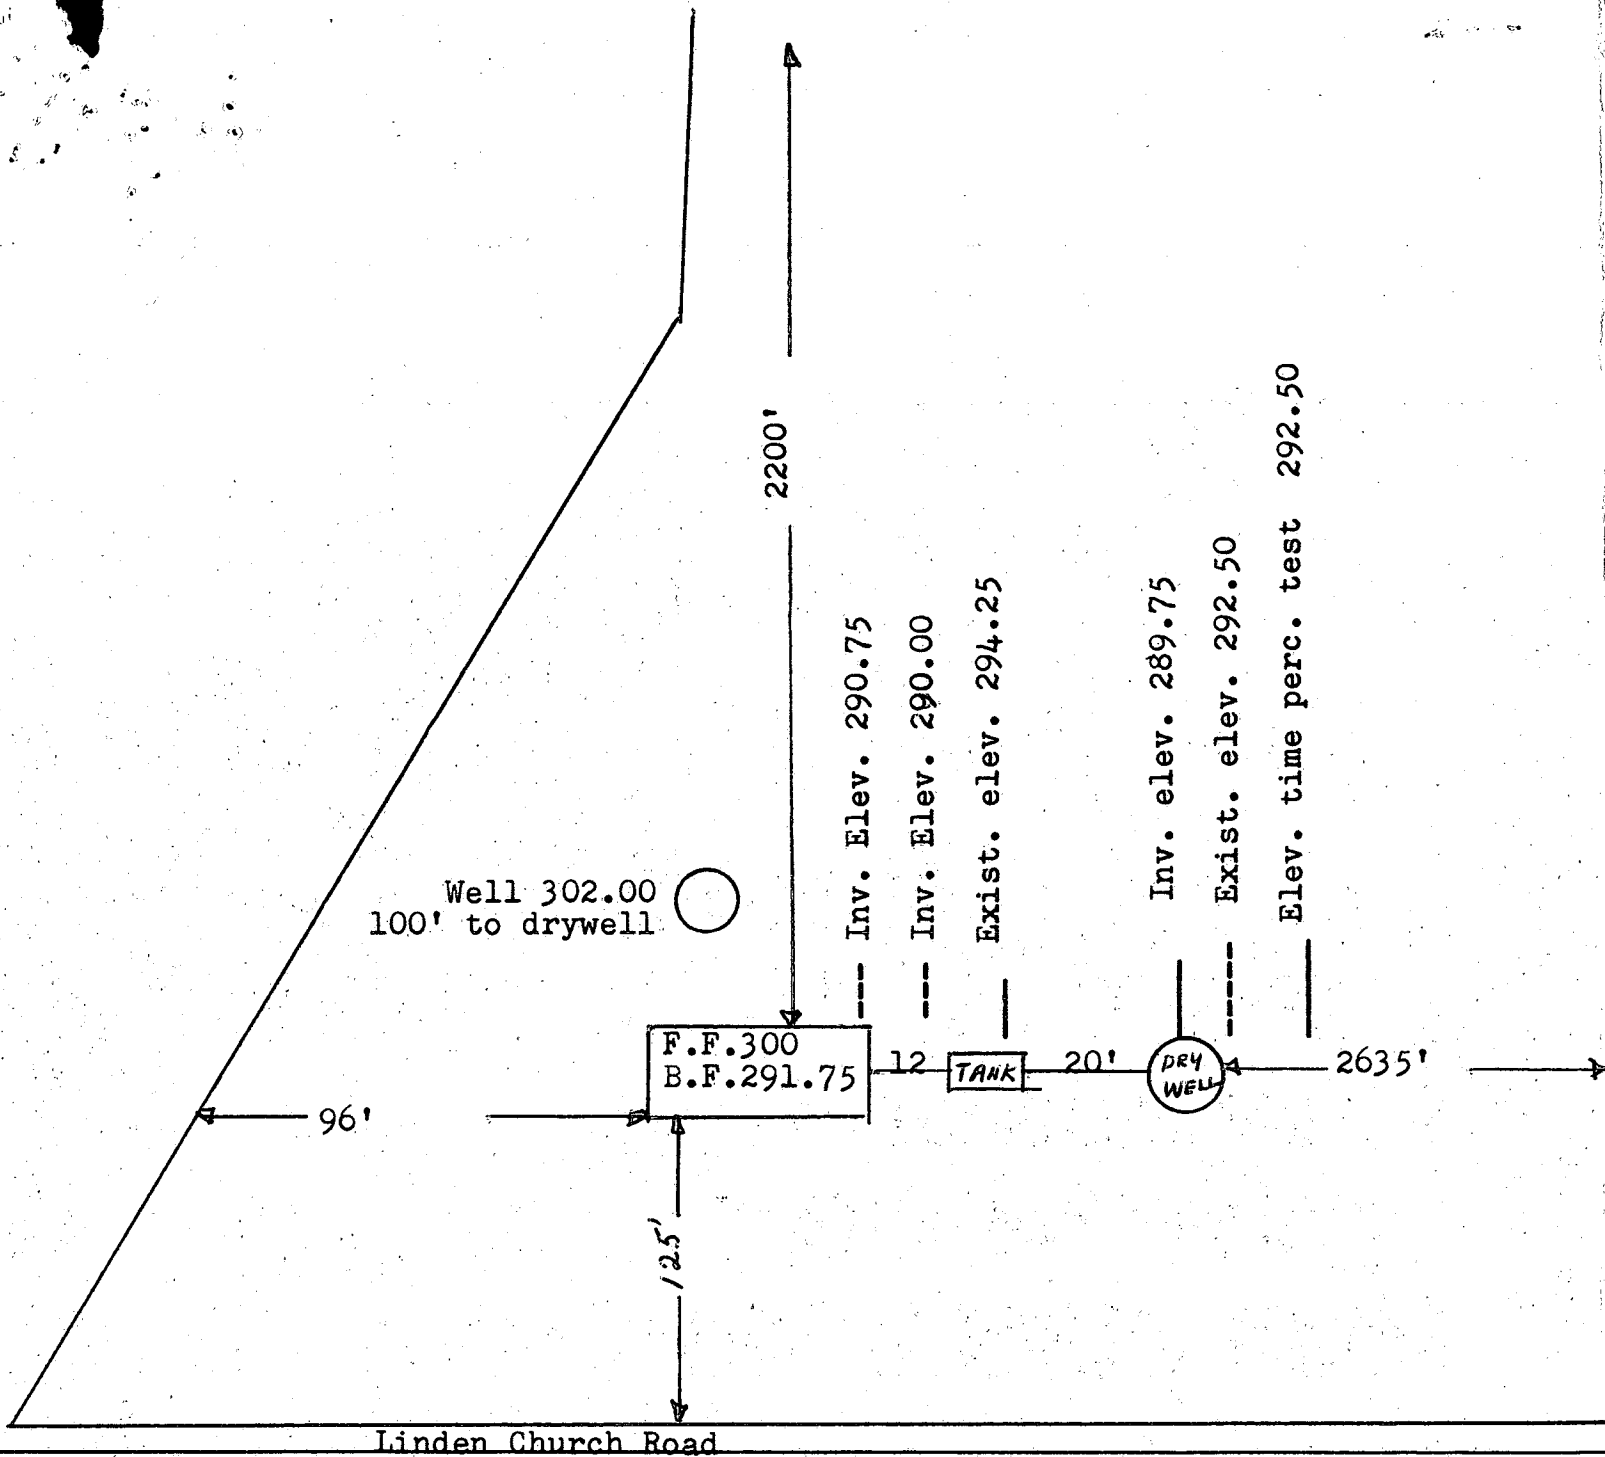 2200'
Inv. Elev. 290.75
Inv. Elev. 290.00
Exist. elev. 294.25
Inv. elev. 289.75
Exist. elev. 292.50
Elev. time perc. test 292.50
Well 302.00
100' to drywell
F.F.300
B.F.291.75
12
TANK
20'
DRY
WELL
2635'
96'
125'
Linden Church Road